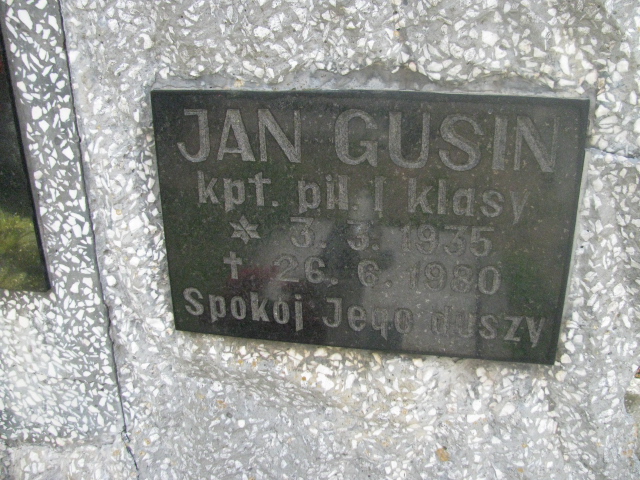 JAN GUSIN
kpt. pil. I klasy
* 3. 3. 1935
† 26. 6. 1980
Spokój Jego duszy